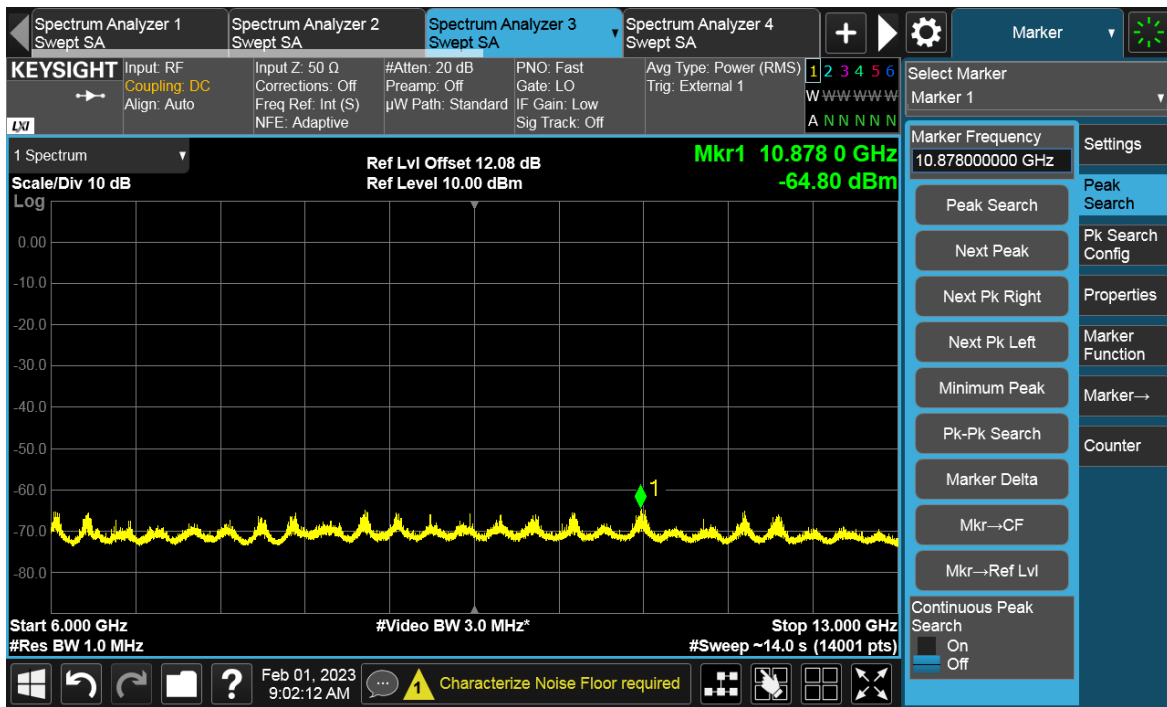 Spectrum Analyzer 1
Swept SA
Spectrum Analyzer 2
Swept SA
Spectrum Analyzer 3
Swept SA
Spectrum Analyzer 4
Swept SA
+
Marker
KEYSIGHT
LXI
Input: RF
Coupling: DC
Align: Auto
Input Z: 50 Ω
Corrections: Off
Freq Ref: Int (S)
NFE: Adaptive
#Atten: 20 dB
Preamp: Off
µW Path: Standard
PNO: Fast
Gate: LO
IF Gain: Low
Sig Track: Off
Avg Type: Power (RMS)
Trig: External 1
1 2 3 4 5 6
W W W W W W
A N N N N N
Select Marker
Marker 1
1 Spectrum
Scale/Div 10 dB
Log
Ref Lvl Offset 12.08 dB
Ref Level 10.00 dBm
Mkr1 10.878 0 GHz
-64.80 dBm
0.00
-10.0
-20.0
-30.0
-40.0
-50.0
-60.0
-70.0
-80.0
1
Start 6.000 GHz
#Res BW 1.0 MHz
#Video BW 3.0 MHz*
Stop 13.000 GHz
#Sweep ~14.0 s (14001 pts)
Marker Frequency
10.878000000 GHz
Peak Search
Next Peak
Next Pk Right
Next Pk Left
Minimum Peak
Pk-Pk Search
Marker Delta
Mkr→CF
Mkr→Ref Lvl
Continuous Peak
Search
On
Off
Settings
Peak
Search
Pk Search
Config
Properties
Marker
Function
Marker→
Counter
?
Feb 01, 2023
9:02:12 AM
1
Characterize Noise Floor required